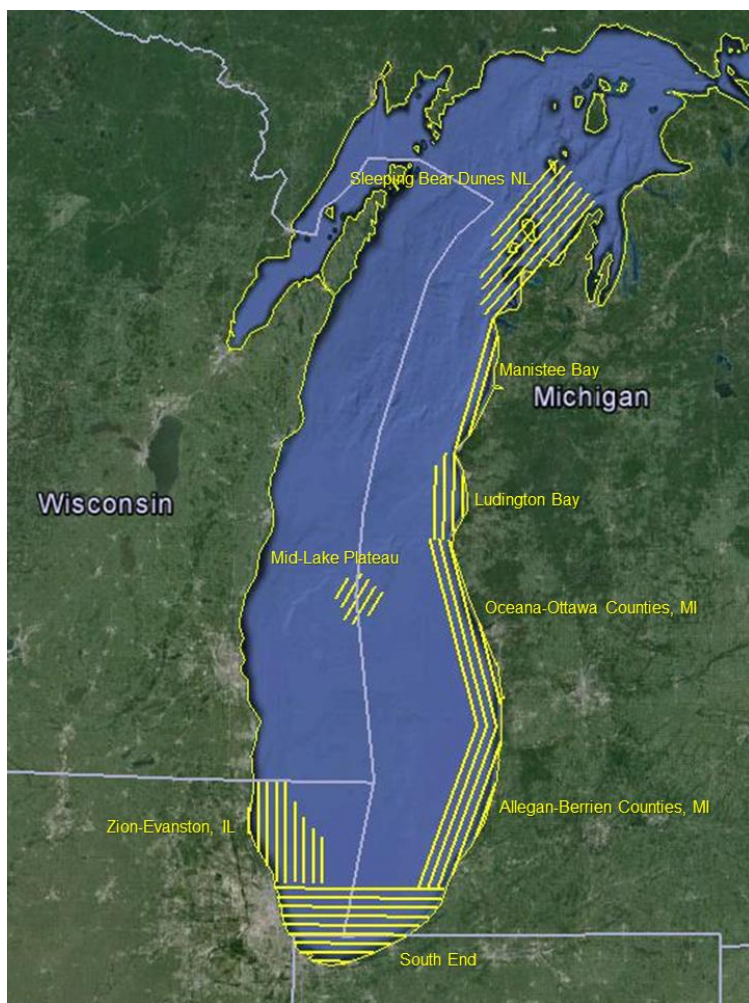 Sleeping Bear Dunes NL
Manistee Bay
Michigan
Ludington Bay
Wisconsin
Mid-Lake Plateau
Oceana-Ottawa Counties, MI
Allegan-Berrien Counties, MI
Zion-Evanston, IL
South End